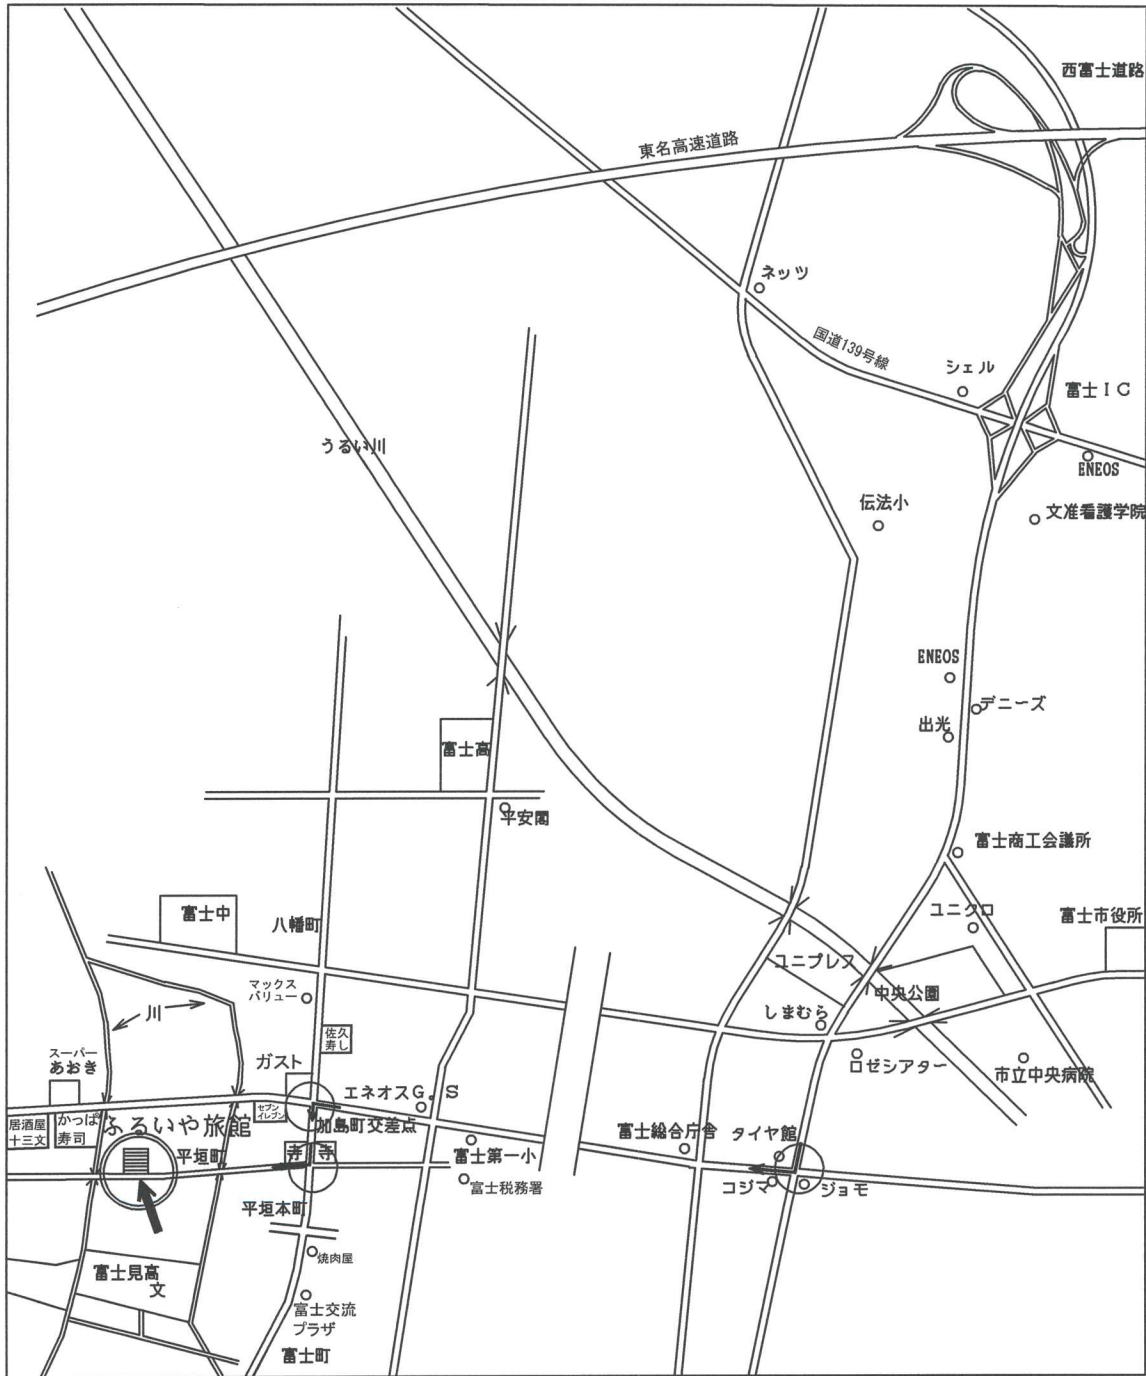 西富士道路
東名高速道路
ネッツ
国道139号線
シェル
富士IC
うるい川
ENEOS
伝法小
文准看護学院
ENEOS
デニーズ
出光
富士高
平安閣
富士商工会議所
富士中
八幡町
ユニクロ
富士市役所
ユニプレス
マックス
バリュー
中央公園
川
しまむら
佐久
寿し
スーパー
あおき
ガスト
ロゼシアター
市立中央病院
エネオスG.S
セブン
イレブン
居酒屋
十三文
かっぱ
寿司
ふるいや旅館
加島町交差点
富士総合庁舎
タイヤ館
平垣町
寺
寺
富士第一小
富士税務署
コジマ
ジョモ
平垣本町
焼肉屋
富士見高
文
富士交流
プラザ
富士町